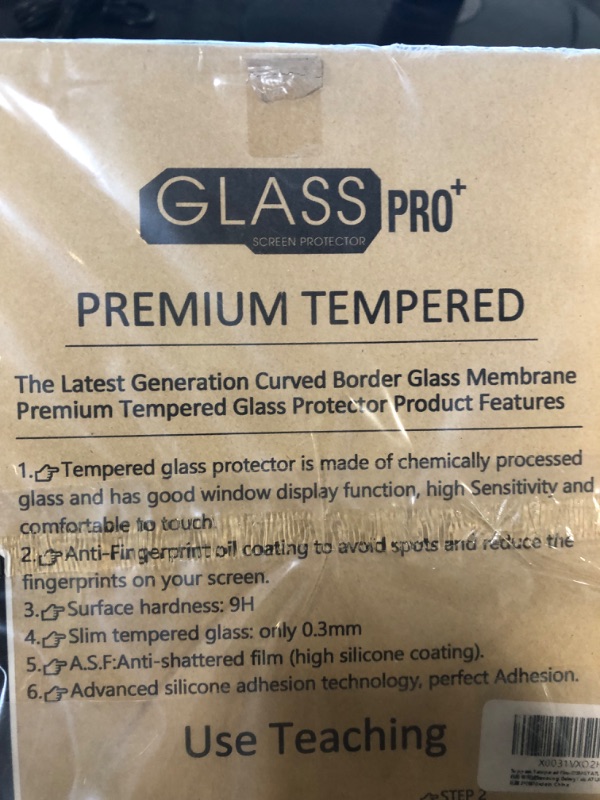 GLASS PRO+
SCREEN PROTECTOR
PREMIUM TEMPERED
The Latest Generation Curved Border Glass Membrane
Premium Tempered Glass Protector Product Features
1.👉Tempered glass protector is made of chemically processed
glass and has good window display function, high Sensitivity and
comfortable to touch
2.👉Anti-Fingerprint oil coating to avoid spots and reduce the
fingerprints on your screen.
3.👉Surface hardness: 9H
4.👉Slim tempered glass: only 0.3mm
5.👉A.S.F:Anti-shattered film (high silicone coating).
6.👉Advanced silicone adhesion technology, perfect Adhesion.
Use Teaching
👉STEP 2